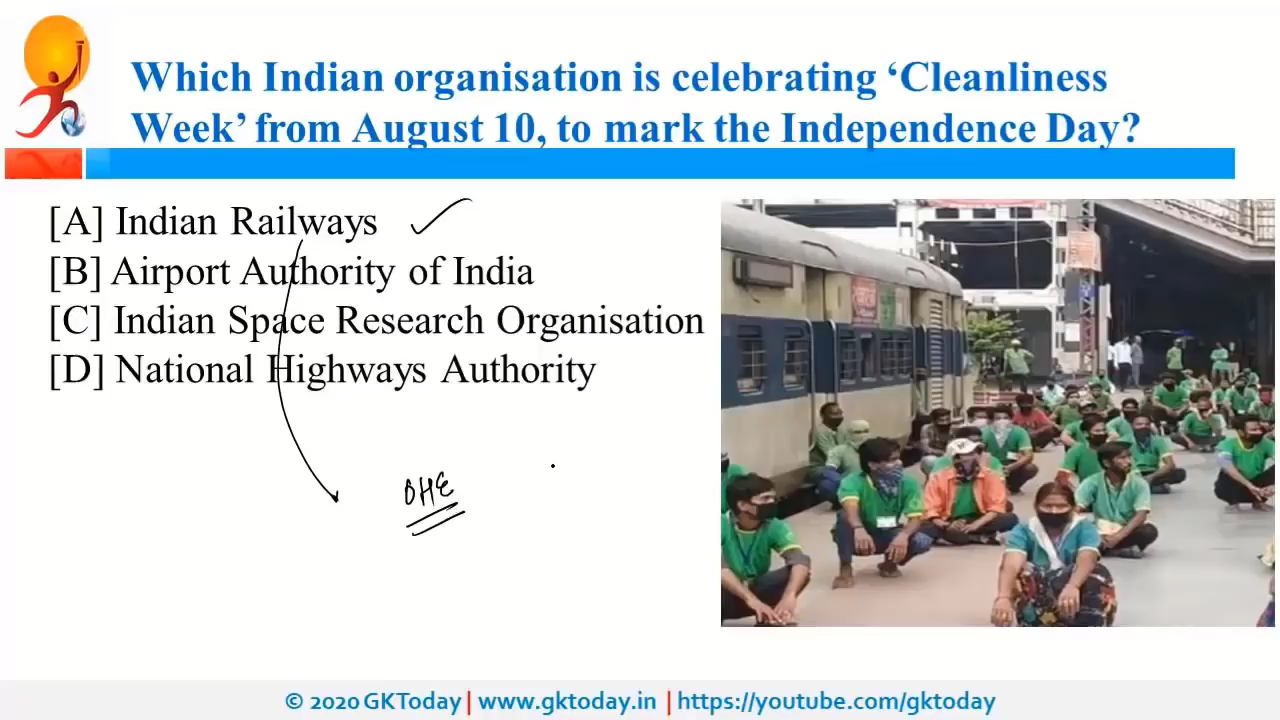 Which Indian organisation is celebrating ‘Cleanliness
Week’ from August 10, to mark the Independence Day?
[A] Indian Railways
[B] Airport Authority of India
[C] Indian Space Research Organisation
[D] National Highways Authority
OHE
© 2020 GKToday | www.gktoday.in | https://youtube.com/gktoday